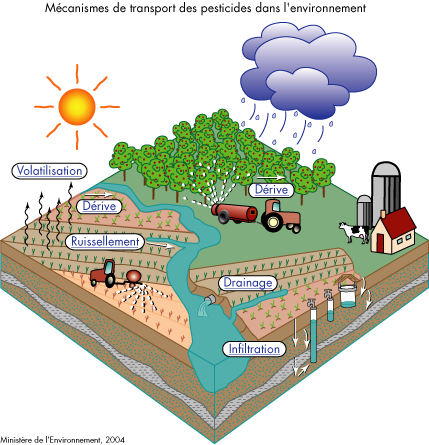 Mécanismes de transport des pesticides dans l'environnement
Volatilisation
Dérive
Dérive
Ruissellement
Drainage
Infiltration
Ministère de l'Environnement, 2004